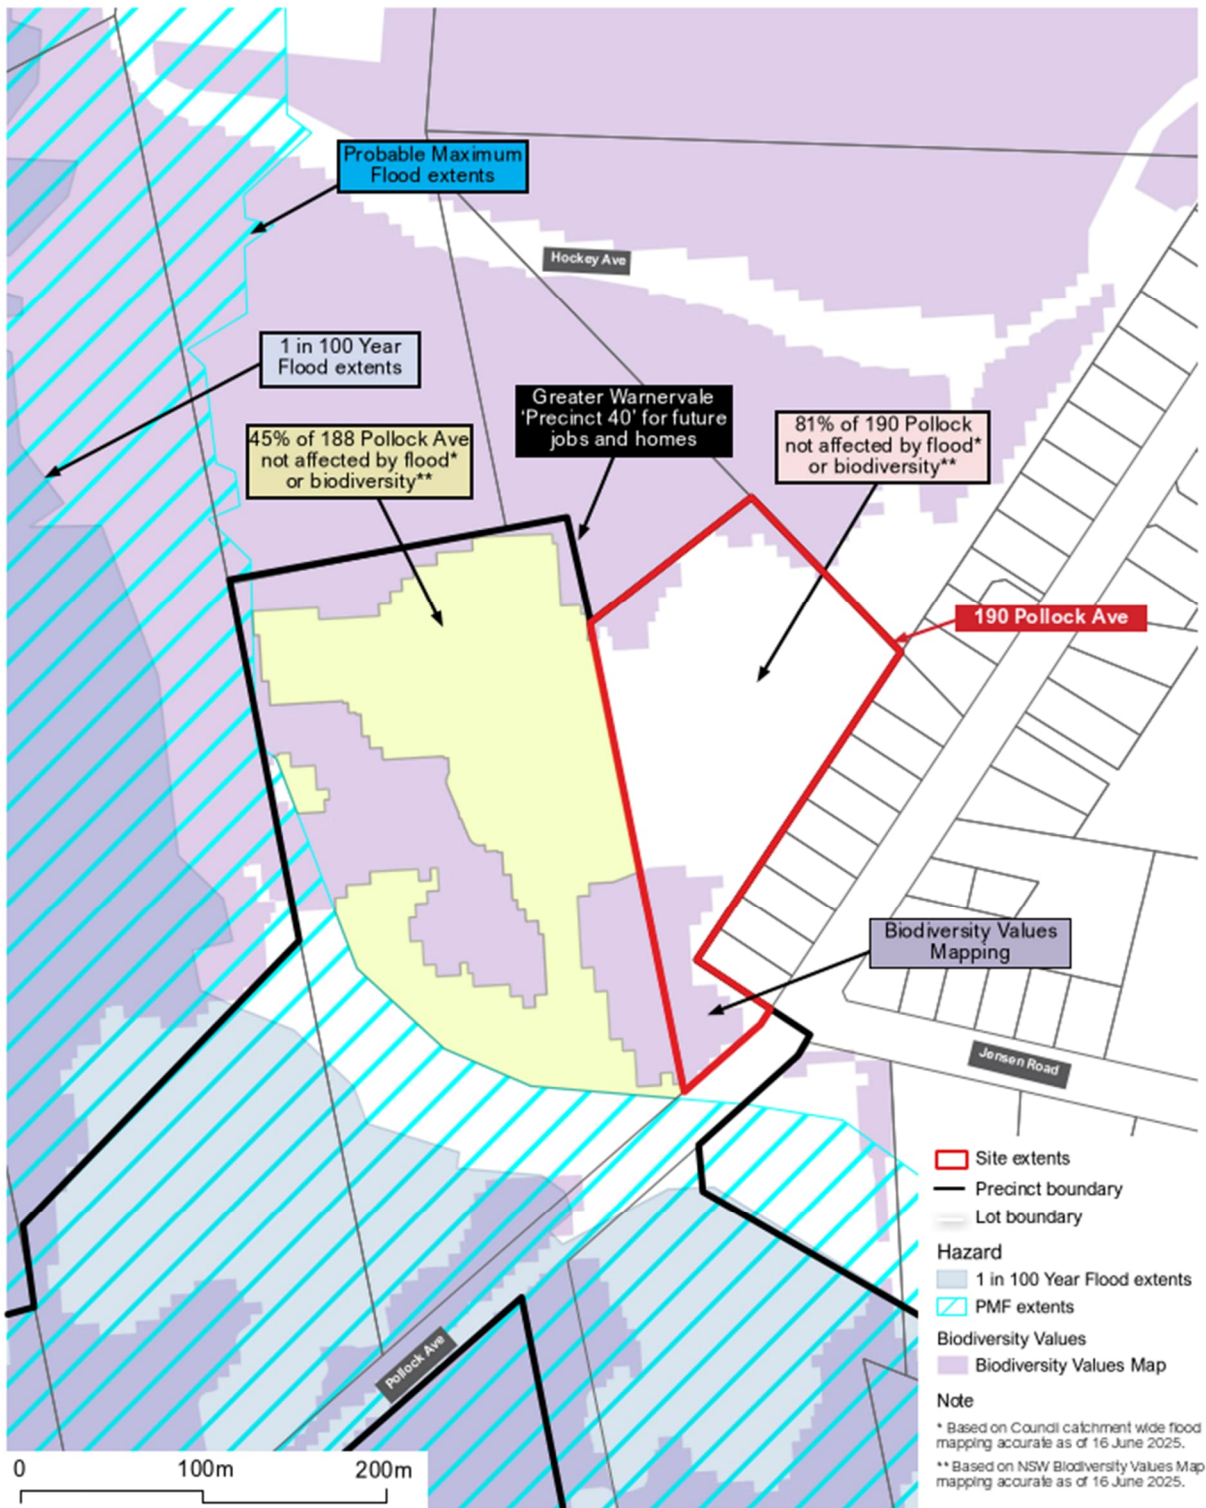 Probable Maximum
Flood extents
Hockey Ave
1 in 100 Year
Flood extents
Greater Warnervale
'Precinct 40' for future
jobs and homes
81% of 190 Pollock
not affected by flood*
or biodiversity**
45% of 188 Pollock Ave
not affected by flood*
or biodiversity**
190 Pollock Ave
Biodiversity Values
Mapping
Jensen Road
Pollock Ave
Site extents
Precinct boundary
Lot boundary
Hazard
1 in 100 Year Flood extents
PMF extents
Biodiversity Values
Biodiversity Values Map
Note
* Based on Council catchment wide flood
mapping accurate as of 16 June 2025.
** Based on NSW Biodiversity Values Map
mapping accurate as of 16 June 2025.
0 100m 200m